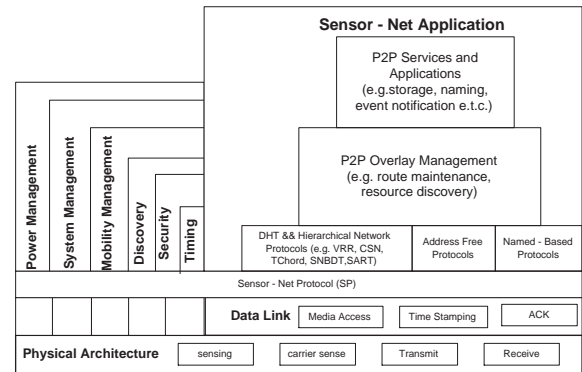 Sensor - Net Application
P2P Services and
Applications
(e.g.storage, naming,
event notification e.t.c.)
P2P Overlay Management
(e.g. route maintenance,
resource discovery)
Power Management
System Management
Mobility Management
Discovery
Security
Timing
DHT && Hierarchical Network
Protocols (e.g. VRR, CSN,
TChord, SNBDT,SART)
Address Free
Protocols
Named - Based
Protocols
Sensor - Net Protocol (SP)
Data Link
Media Access
Time Stamping
ACK
Physical Architecture
sensing
carrier sense
Transmit
Receive